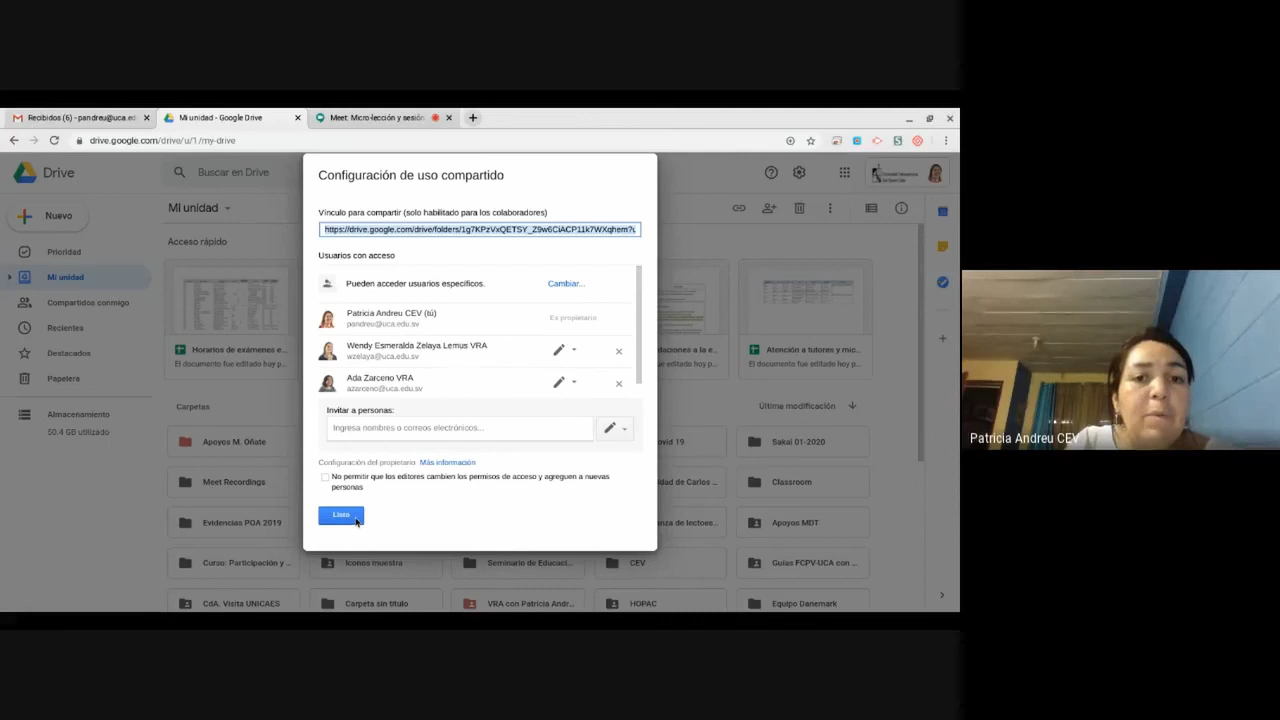 Recibidos (6) - pandreu@uca.ed
Mi unidad - Google Drive
Meet: Micro-lección y sesión
drive.google.com/drive/u/1/my-drive
Drive
Buscar en Drive
Nuevo
Mi unidad
Prioridad
Mi unidad
Compartidos conmigo
Recientes
Destacados
Papelera
Almacenamiento
50.4 GB utilizado
Acceso rápido
Horarios de exámenes e...
El documento fue editado hoy p...
Atención a tutores y mic...
El documento fue editado hoy p...
Configuración de uso compartido
Vínculo para compartir (solo habilitado para los colaboradores)
https://drive.google.com/drive/folders/1g7KPzVxQETSY_Z9w6CiACP11k7WXqhem?u
Usuarios con acceso
Pueden acceder usuarios específicos.
Cambiar...
Patricia Andreu CEV (tú)
pandreu@uca.edu.sv
Es propietario
Wendy Esmeralda Zelaya Lemus VRA
wzelaya@uca.edu.sv
Ada Zarceno VRA
azarceno@uca.edu.sv
Invitar a personas:
Ingresa nombres o correos electrónicos...
Configuración del propietario Más información
No permitir que los editores cambien los permisos de acceso y agreguen a nuevas
personas
Listo
Carpetas
Última modificación
Apoyos M. Oñate
ovid 19
Sakai 01-2020
Meet Recordings
idad de Carlos ...
Classroom
Evidencias POA 2019
anza de lectoes...
Apoyos MDT
Curso: Participación y ...
Iconos muestra
Seminario de Educaci...
CEV
Guías FCPV-UCA con ...
CdA. Visita UNICAES
Carpeta sin título
VRA con Patricia Andr...
HOPAC
Equipo Danemark
Patricia Andreu CEV